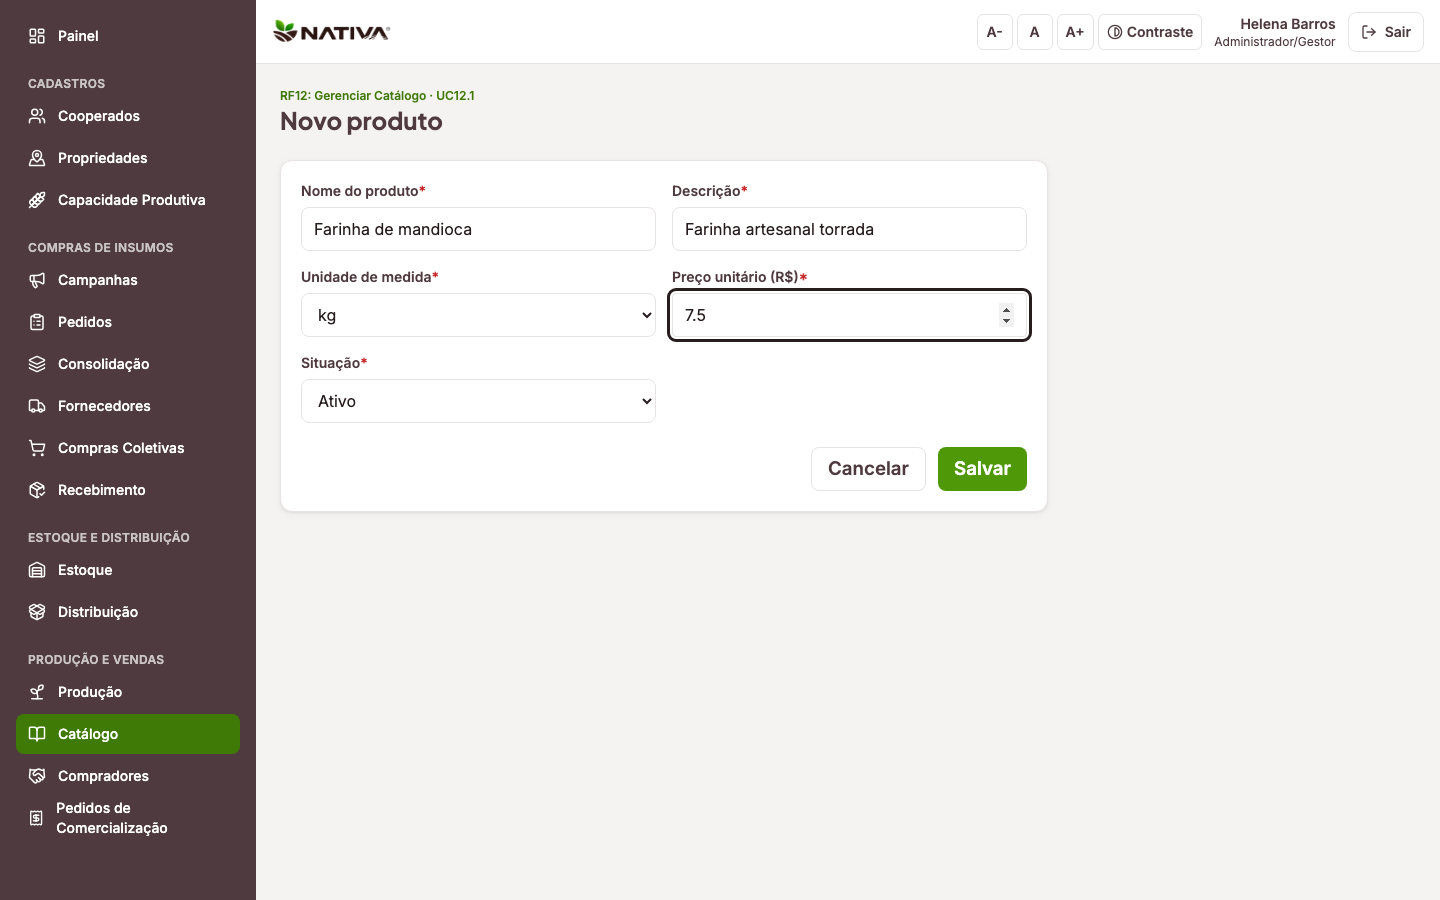 Painel
CADASTROS
Cooperados
Propriedades
Capacidade Produtiva
COMPRAS DE INSUMOS
Campanhas
Pedidos
Consolidação
Fornecedores
Compras Coletivas
Recebimento
ESTOQUE E DISTRIBUIÇÃO
Estoque
Distribuição
PRODUÇÃO E VENDAS
Produção
Catálogo
Compradores
Pedidos de
Comercialização
NATIVA
A-
A
A+
Contraste
Helena Barros
Administrador/Gestor
Sair
RF12: Gerenciar Catálogo · UC12.1
Novo produto
Nome do produto*
Farinha de mandioca
Descrição*
Farinha artesanal torrada
Unidade de medida*
kg
Preço unitário (R$)*
7.5
Situação*
Ativo
Cancelar
Salvar